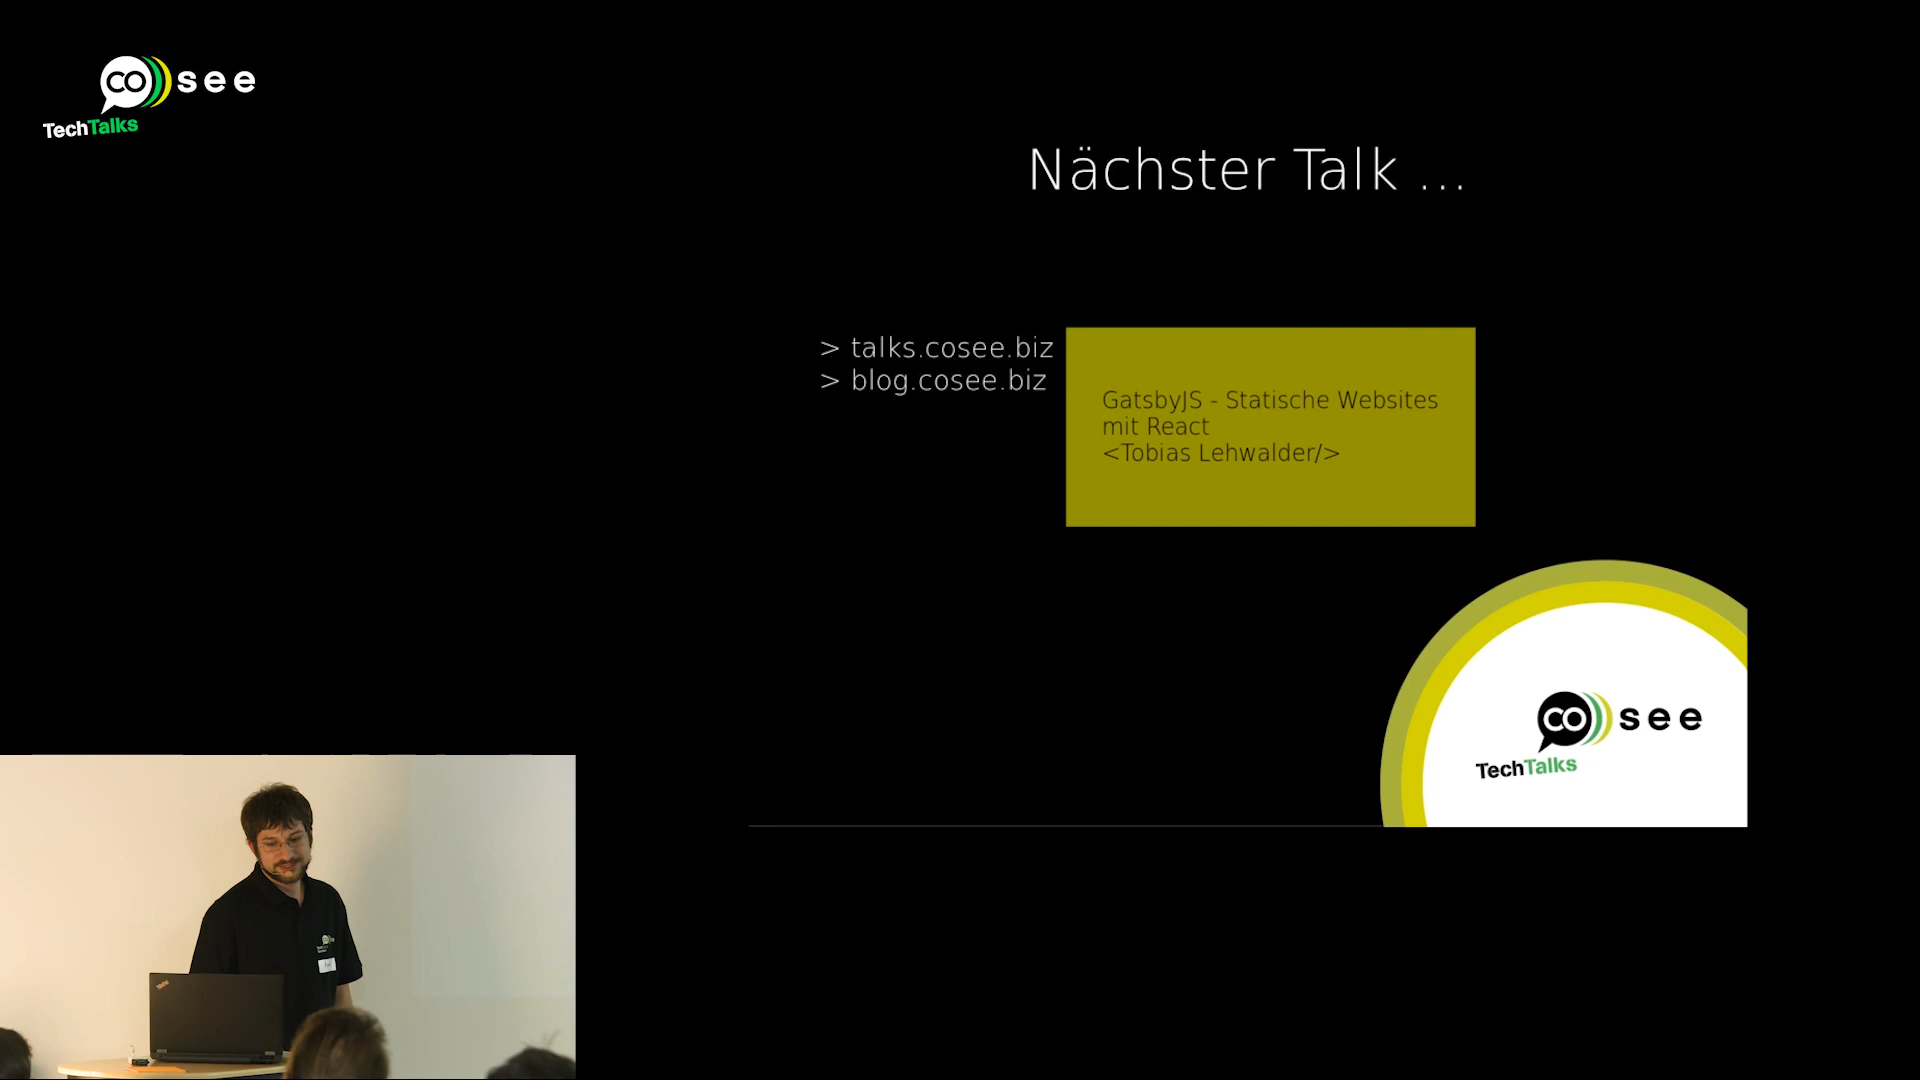 co see
TechTalks
Nächster Talk ...
> talks.cosee.biz
> blog.cosee.biz
GatsbyJS - Statische Websites
mit React
<Tobias Lehwalder/>
co see
TechTalks